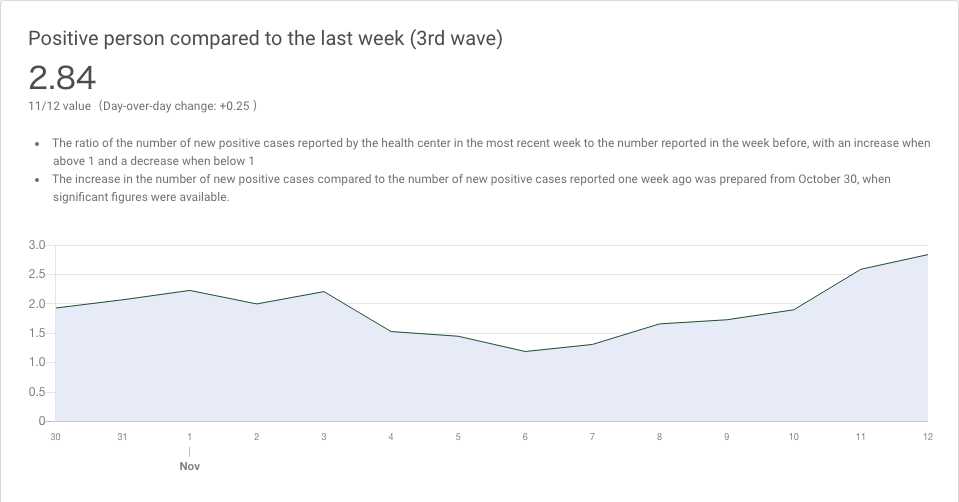 Positive person compared to the last week (3rd wave)
2.84
11/12 value （Day-over-day change: +0.25 ）
• The ratio of the number of new positive cases reported by the health center in the most recent week to the number reported in the week before, with an increase when
above 1 and a decrease when below 1
• The increase in the number of new positive cases compared to the number of new positive cases reported one week ago was prepared from October 30, when
significant figures were available.
3.0
2.5
2.0
1.5
1.0
0.5
0
30 31 1 2 3 4 5 6 7 8 9 10 11 12
Nov